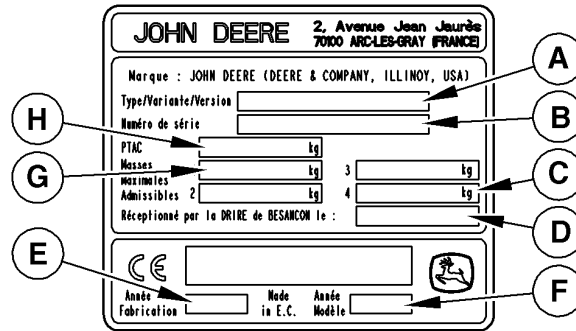 JOHN DEERE
2, Avenue Jean Jaurès
70100 ARC-LES-GRAY (FRANCE)
Marque : JOHN DEERE (DEERE & COMPANY, ILLINOY, USA)
Type/Variante/Version
Numéro de série
PTAC kg
Masses
Maximales
Admissibles
kg 3 kg
2 kg 4 kg
Réceptionné par la DRIRE de BESANCON le :
CE
Année
Fabrication
Made
in E.C.
Année
Modèle
A
B
C
D
E
F
G
H